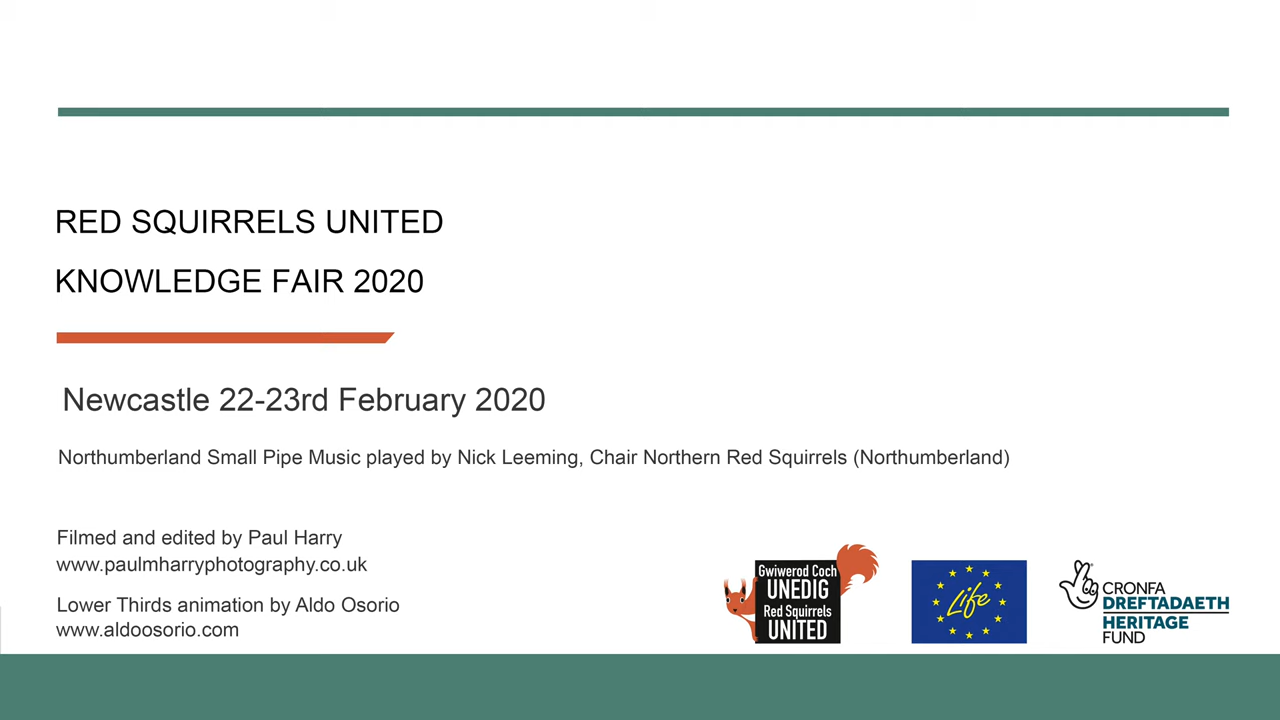 RED SQUIRRELS UNITED
KNOWLEDGE FAIR 2020
Newcastle 22-23rd February 2020
Northumberland Small Pipe Music played by Nick Leeming, Chair Northern Red Squirrels (Northumberland)
Filmed and edited by Paul Harry
www.paulmharryphotography.co.uk
Lower Thirds animation by Aldo Osorio
www.aldoosorio.com
Gwiwerod Coch
UNEDIG
Red Squirrels
UNITED
Life
CRONFA
DREFTADAETH
HERITAGE
FUND